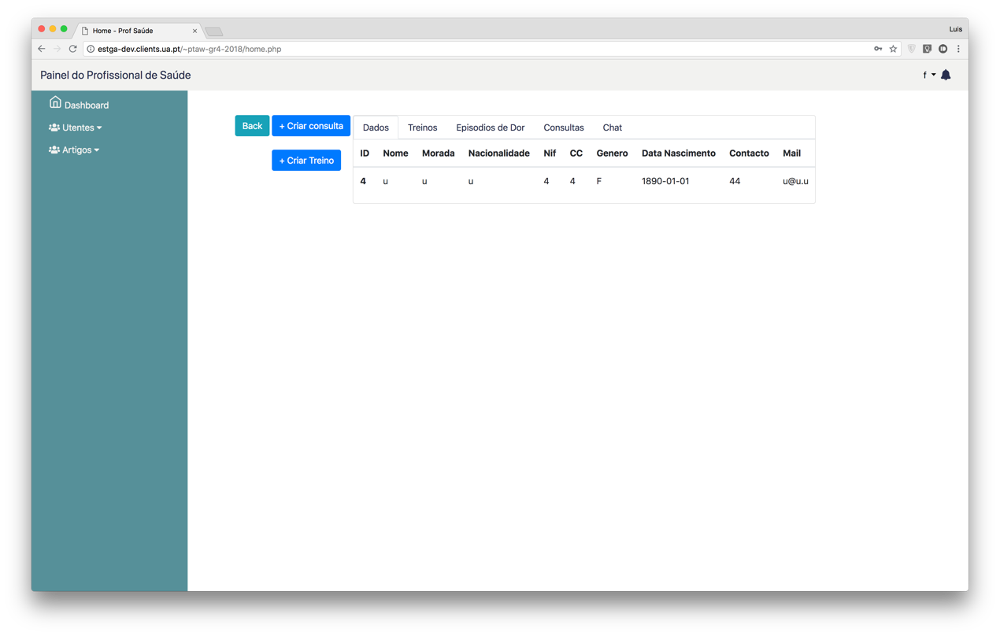 Home - Prof Saúde
Luis
estga-dev.clients.ua.pt/~ptaw-gr4-2018/home.php
Painel do Profissional de Saúde
f
Dashboard
Utentes
Artigos
Back
+ Criar consulta
+ Criar Treino
Dados Treinos Episodios de Dor Consultas Chat
ID Nome Morada Nacionalidade Nif CC Genero Data Nascimento Contacto Mail
4 u u u 4 4 F 1890-01-01 44 u@u.u